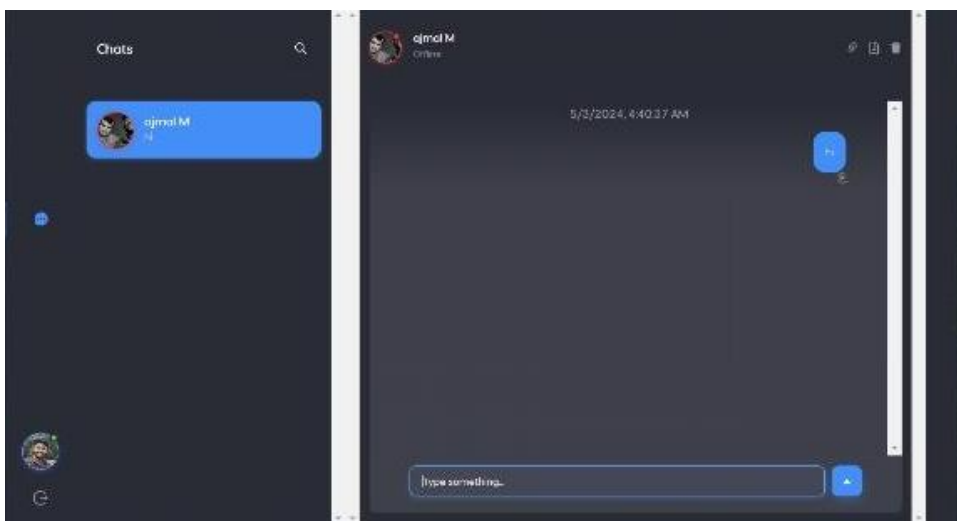 Chats
ajmal M
hi
ajmal M
Offline
5/3/2024, 4:40:37 AM
hi
Type something...